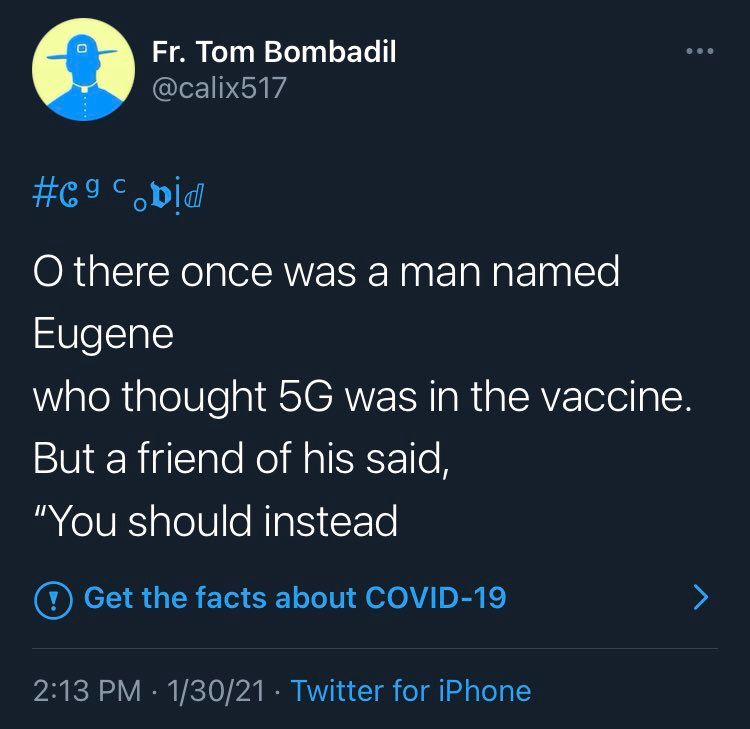 Fr. Tom Bombadil
@calix517
#ℭᵍ ᶜₒ𝖛ị𝕕
O there once was a man named
Eugene
who thought 5G was in the vaccine.
But a friend of his said,
“You should instead
Get the facts about COVID-19
2:13 PM · 1/30/21 · Twitter for iPhone